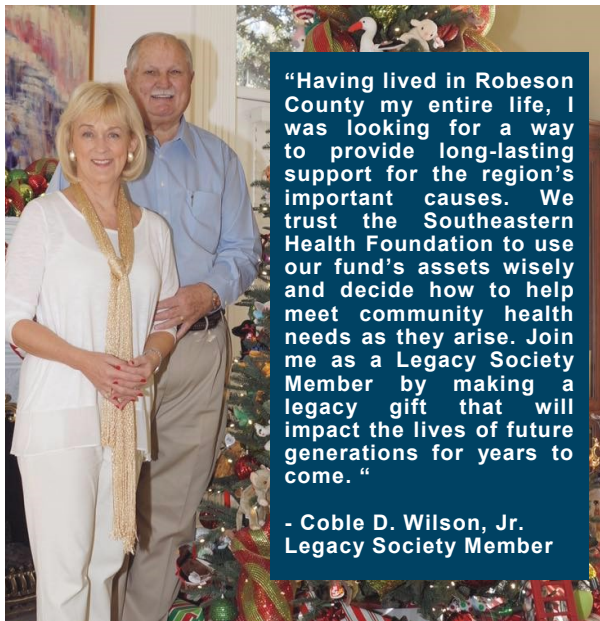 “Having lived in Robeson
County my entire life, I
was looking for a way
to provide long-lasting
support for the region’s
important causes. We
trust the Southeastern
Health Foundation to use
our fund’s assets wisely
and decide how to help
meet community health
needs as they arise. Join
me as a Legacy Society
Member by making a
legacy gift that will
impact the lives of future
generations for years to
come. “
- Coble D. Wilson, Jr.
Legacy Society Member